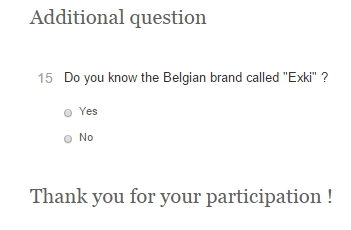 Additional question
15 Do you know the Belgian brand called "Exki" ?
Yes
No
Thank you for your participation !